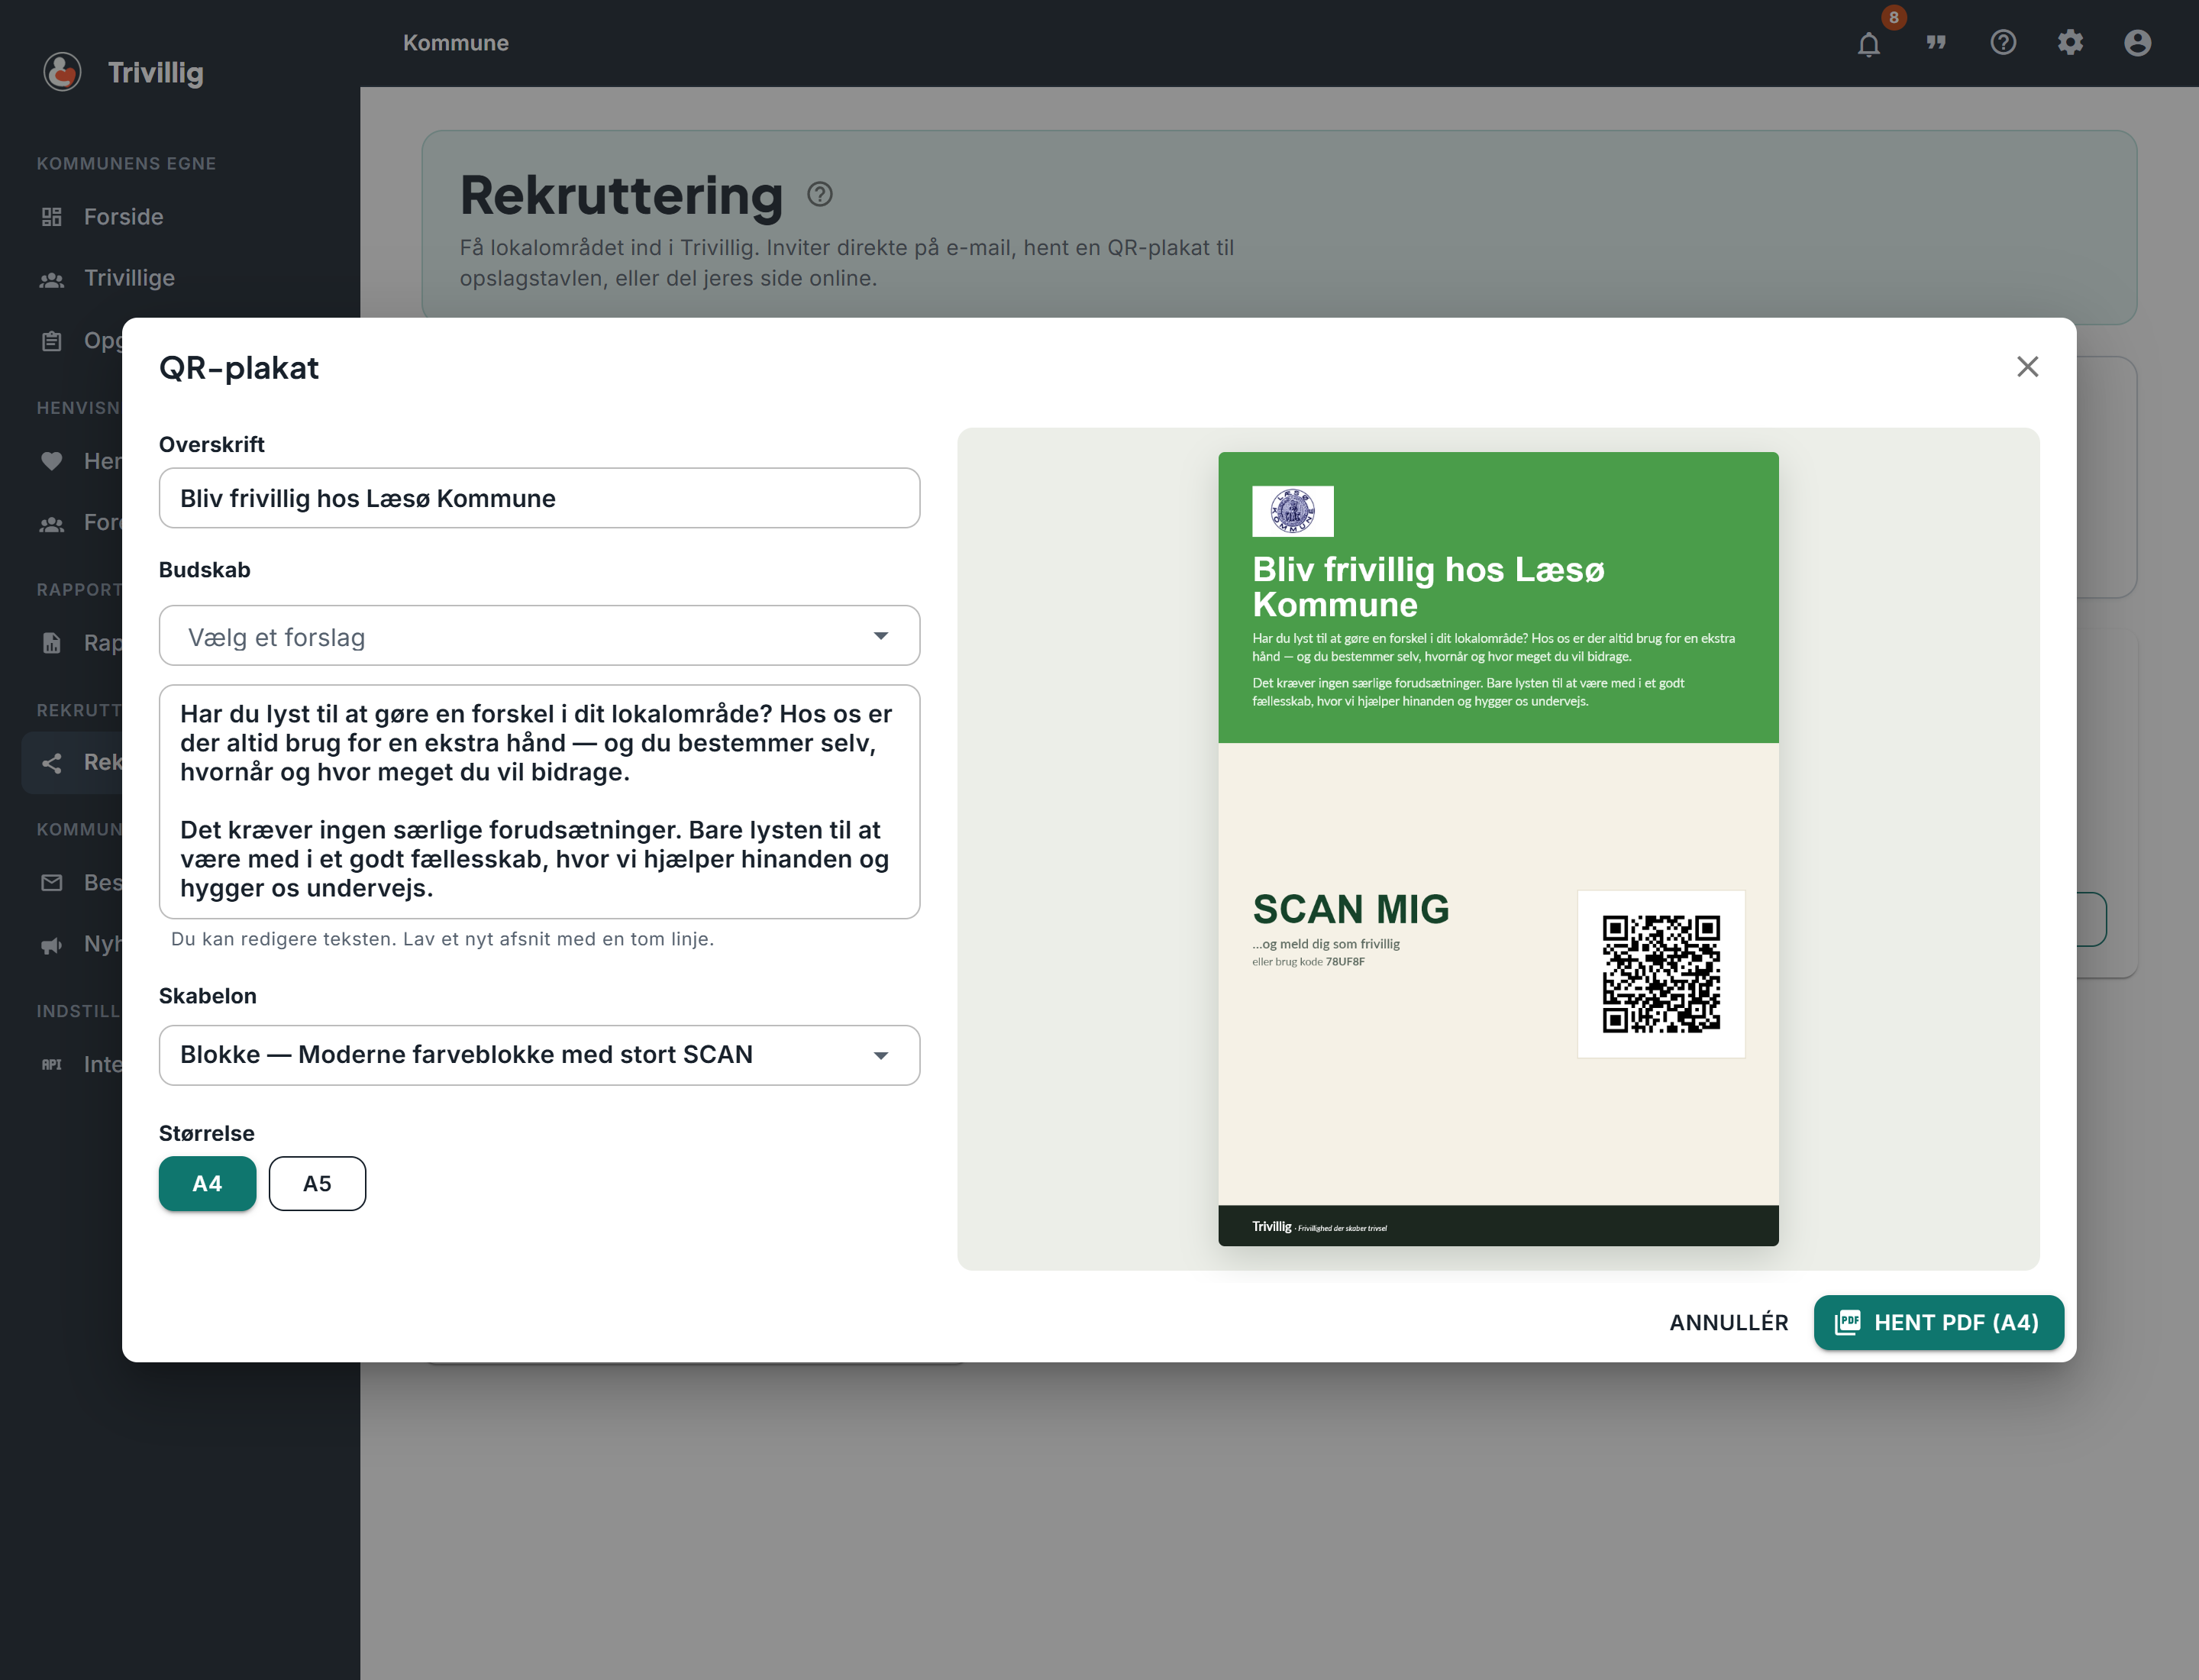 Trivillig
Kommune
8
KOMMUNENS EGNE
Forside
Trivillige
Rekruttering
Få lokalområdet ind i Trivillig. Inviter direkte på e-mail, hent en QR-plakat til
opslagstavlen, eller del jeres side online.
Opg
HENVISN
Hen
For
RAPPORT
Rap
REKRUTT
Rek
KOMMUN
Bes
Nyh
INDSTILL
API
Inte
QR-plakat
Overskrift
Bliv frivillig hos Læsø Kommune
Budskab
Vælg et forslag
Har du lyst til at gøre en forskel i dit lokalområde? Hos os er
der altid brug for en ekstra hånd — og du bestemmer selv,
hvornår og hvor meget du vil bidrage.
Det kræver ingen særlige forudsætninger. Bare lysten til at
være med i et godt fællesskab, hvor vi hjælper hinanden og
hygger os undervejs.
Du kan redigere teksten. Lav et nyt afsnit med en tom linje.
Skabelon
Blokke — Moderne farveblokke med stort SCAN
Størrelse
A4
A5
LÆSØ
KOMMUNE
Bliv frivillig hos Læsø
Kommune
Har du lyst til at gøre en forskel i dit lokalområde? Hos os er der altid brug for en ekstra
hånd — og du bestemmer selv, hvornår og hvor meget du vil bidrage.
Det kræver ingen særlige forudsætninger. Bare lysten til at være med i et godt
fællesskab, hvor vi hjælper hinanden og hygger os undervejs.
SCAN MIG
...og meld dig som frivillig
eller brug kode 78UF8F
Trivillig · Frivillighed der skaber trivsel
ANNULLÉR
PDF
HENT PDF (A4)